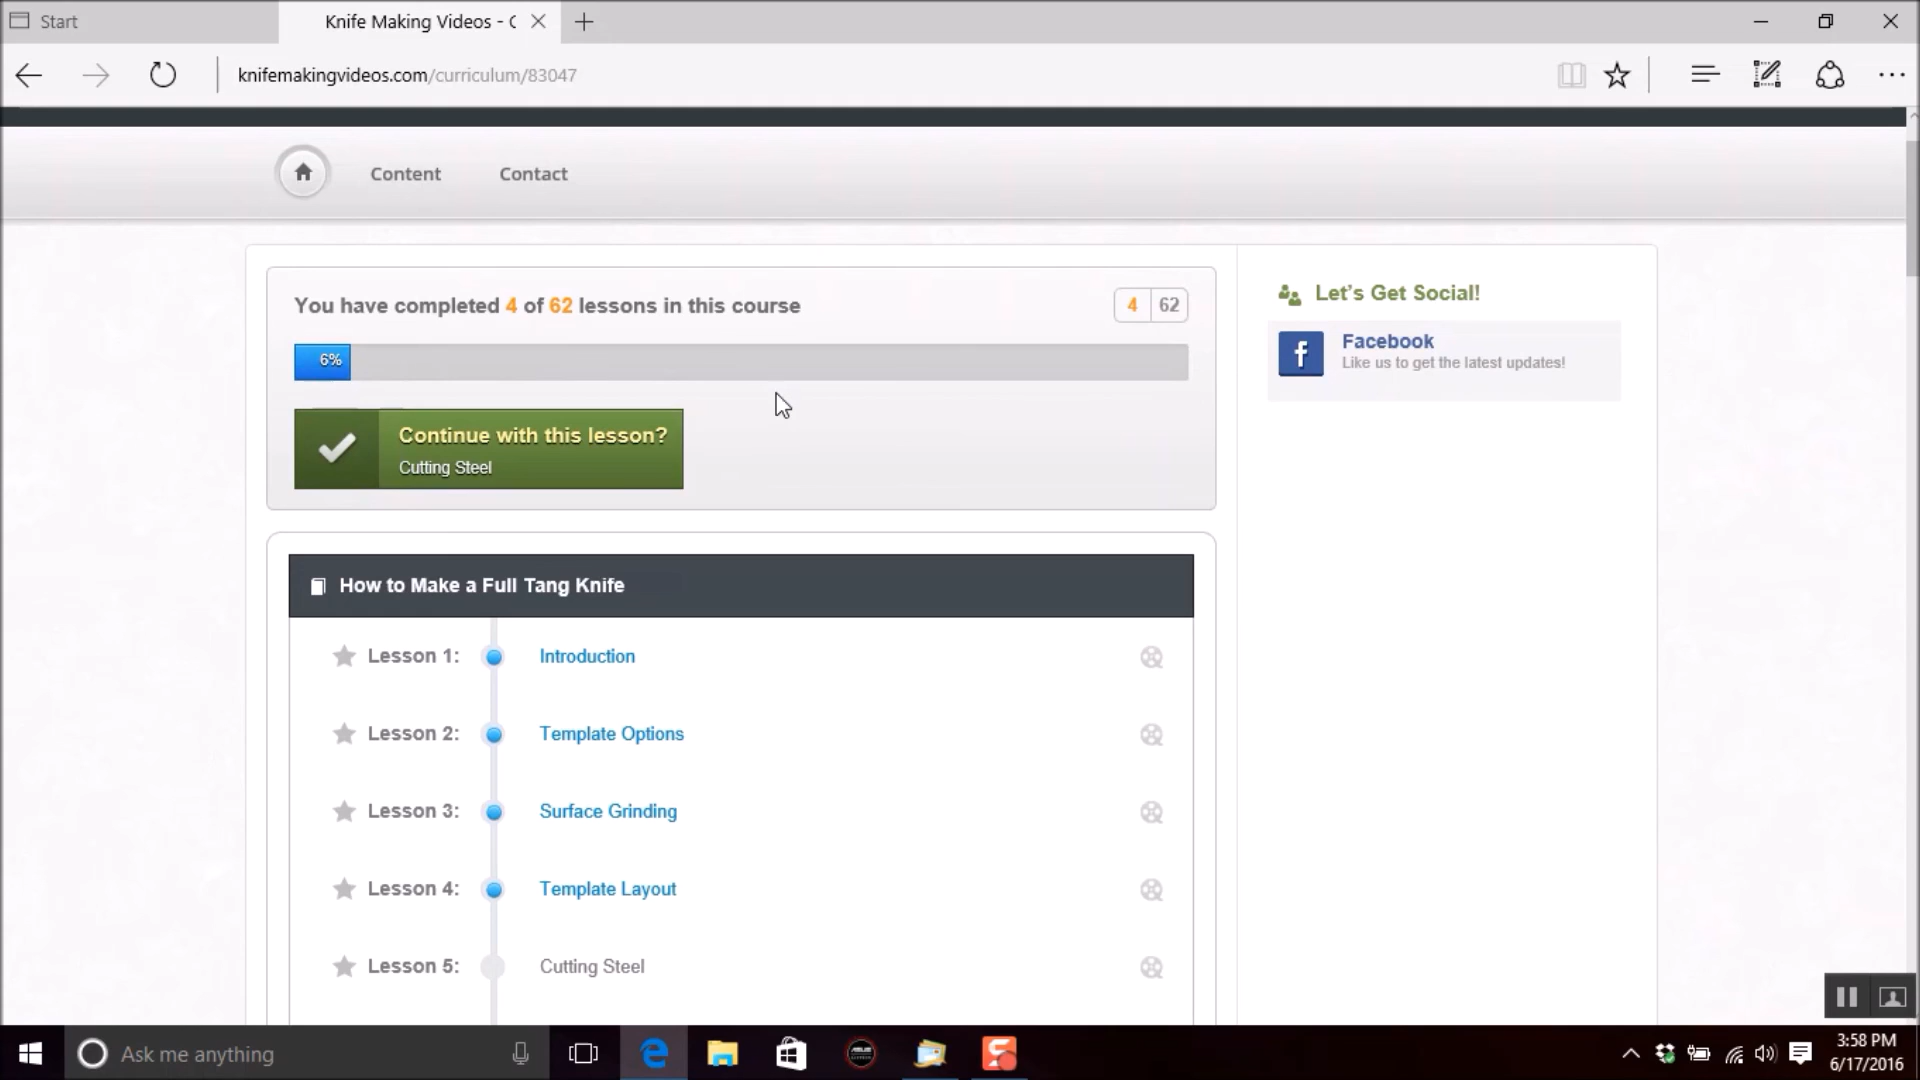 Start
Knife Making Videos - C
knifemakingvideos.com/curriculum/83047
Content
Contact
You have completed 4 of 62 lessons in this course
4 62
6%
Continue with this lesson?
Cutting Steel
Let's Get Social!
f
Facebook
Like us to get the latest updates!
How to Make a Full Tang Knife
Lesson 1: Introduction
Lesson 2: Template Options
Lesson 3: Surface Grinding
Lesson 4: Template Layout
Lesson 5: Cutting Steel
Ask me anything
3:58 PM
6/17/2016